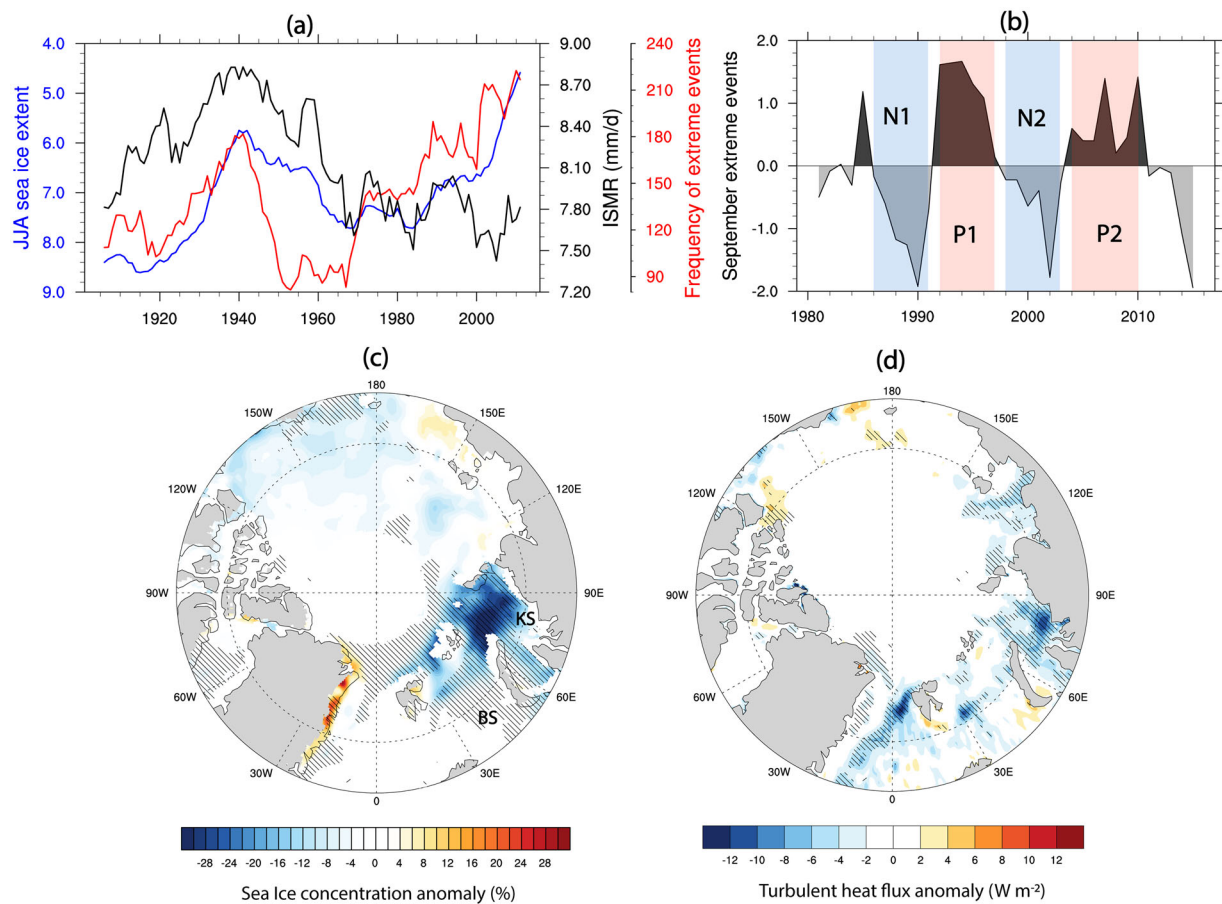 (a)
4.0
5.0
6.0
7.0
8.0
9.0
JJA sea ice extent
1920
1940
1960
1980
2000
9.00
8.70
8.40
8.10
7.80
7.50
7.20
ISMR (mm/d)
240
210
180
150
120
90
Frequency of extreme events
(b)
2.0
1.0
0.0
-1.0
-2.0
September extreme events
N1
N2
P1
P2
1980
1990
2000
2010
(c)
180
150W
150E
120W
120E
90W
90E
KS
60W
60E
BS
30W
30E
0
-28 -24 -20 -16 -12 -8 -4 0 4 8 12 16 20 24 28
Sea Ice concentration anomaly (%)
(d)
180
150W
150E
120W
120E
90W
90E
60W
60E
30W
30E
0
-12 -10 -8 -6 -4 -2 0 2 4 6 8 10 12
Turbulent heat flux anomaly (W m⁻²)